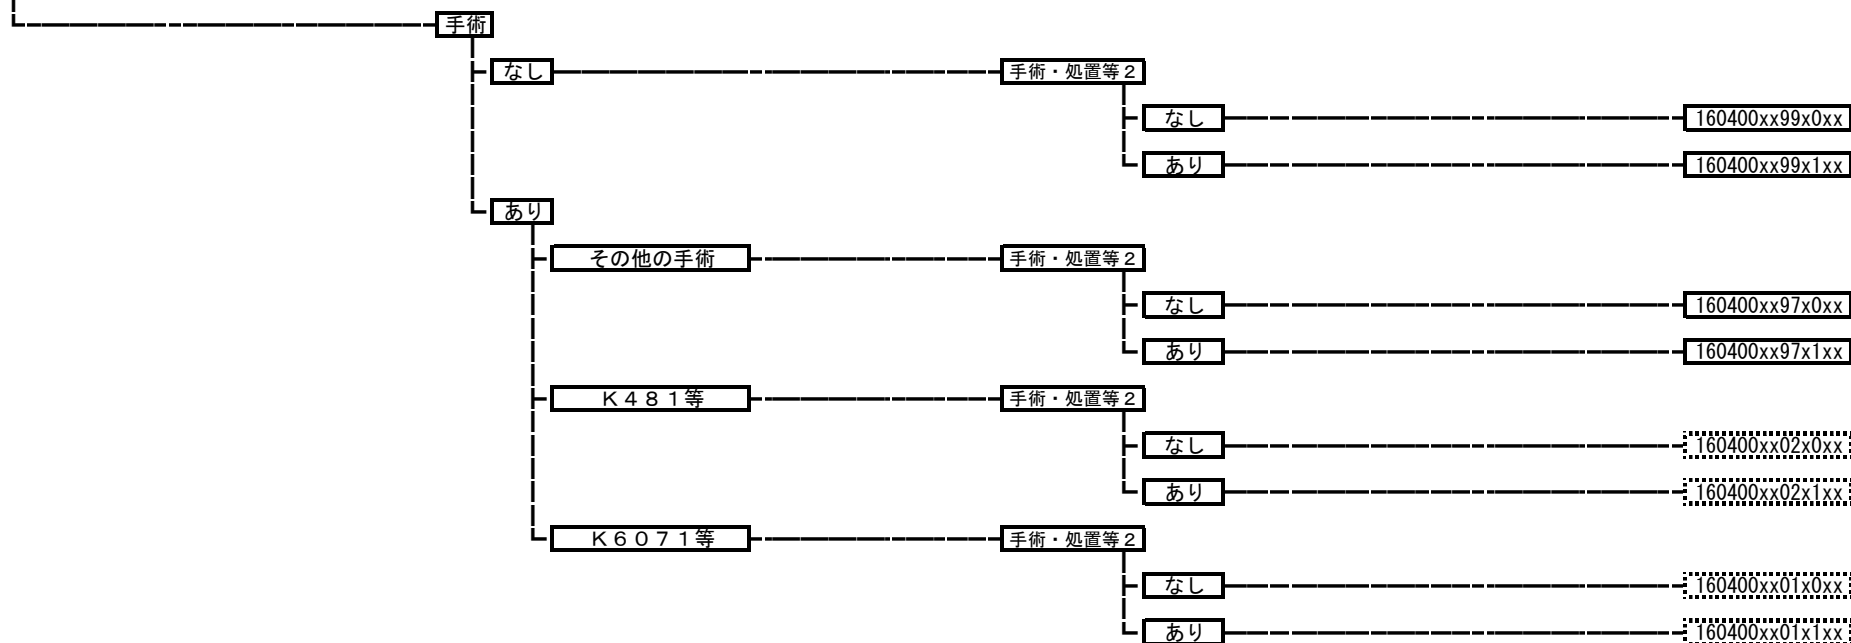 手術
なし 手術・処置等２
なし 160400xx99x0xx
あり 160400xx99x1xx
あり
その他の手術 手術・処置等２
なし 160400xx97x0xx
あり 160400xx97x1xx
Ｋ４８１等 手術・処置等２
なし 160400xx02x0xx
あり 160400xx02x1xx
Ｋ６０７１等 手術・処置等２
なし 160400xx01x0xx
あり 160400xx01x1xx